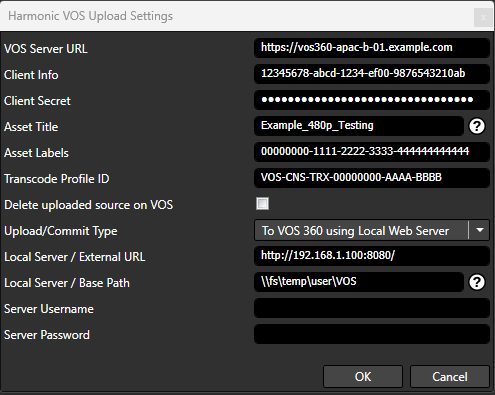 Harmonic VOS Upload Settings
x
VOS Server URL https://vos360-apac-b-01.example.com
Client Info 12345678-abcd-1234-ef00-9876543210ab
Client Secret ●●●●●●●●●●●●●●●●●●●●●●●●●●●●●●●●
Asset Title Example_480p_Testing ?
Asset Labels 00000000-1111-2222-3333-444444444444
Transcode Profile ID VOS-CNS-TRX-00000000-AAAA-BBBB
Delete uploaded source on VOS
Upload/Commit Type To VOS 360 using Local Web Server
Local Server / External URL http://192.168.1.100:8080/
Local Server / Base Path \\fs\temp\user\VOS ?
Server Username
Server Password
OK Cancel